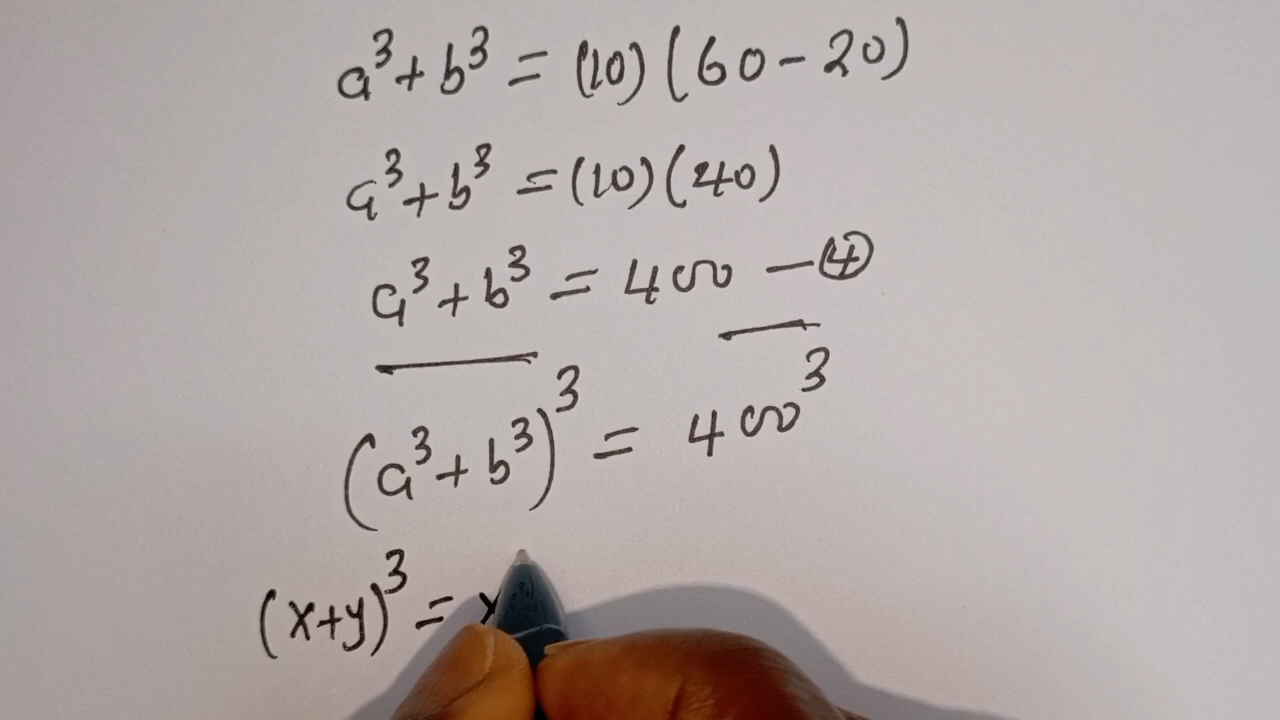 a³+b³ = (10)(60-20)
a³+b³ = (10)(40)
a³+b³ = 400 — ④
(a³+b³)³ = 400³
(x+y)³ = x